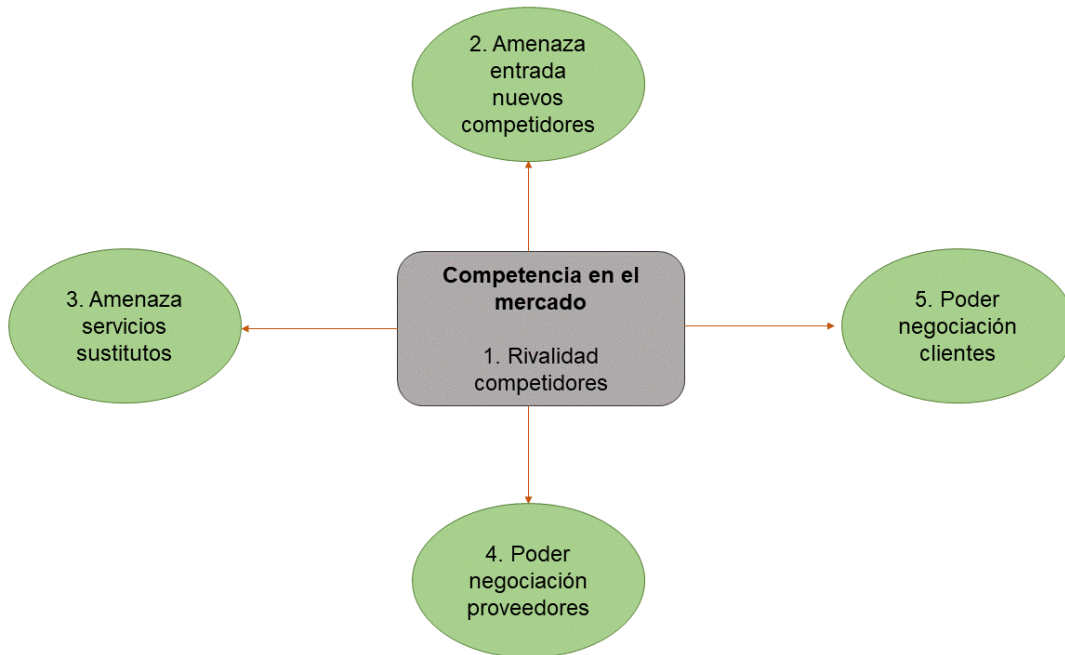 2. Amenaza
entrada
nuevos
competidores
Competencia en el
mercado
1. Rivalidad
competidores
3. Amenaza
servicios
sustitutos
5. Poder
negociación
clientes
4. Poder
negociación
proveedores